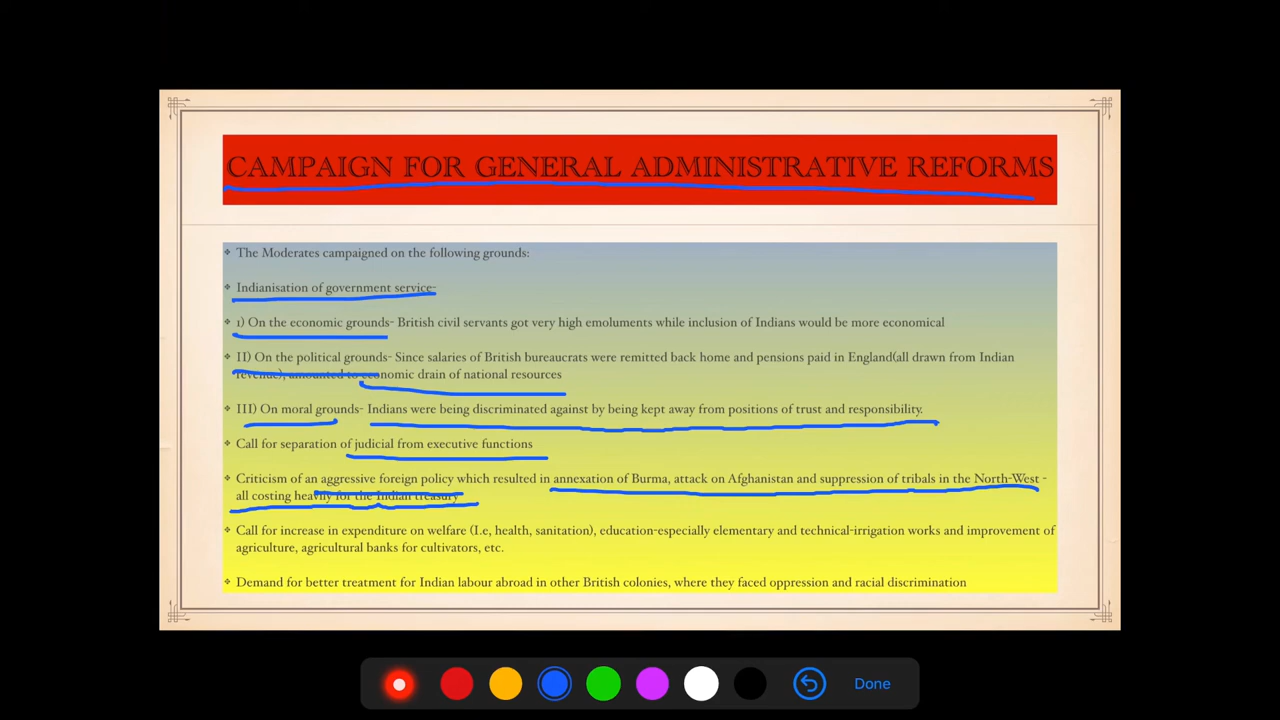 CAMPAIGN FOR GENERAL ADMINISTRATIVE REFORMS
The Moderates campaigned on the following grounds:
Indianisation of government service-
1) On the economic grounds- British civil servants got very high emoluments while inclusion of Indians would be more economical
II) On the political grounds- Since salaries of British bureaucrats were remitted back home and pensions paid in England(all drawn from Indian
revenue), amounted to economic drain of national resources
III) On moral grounds- Indians were being discriminated against by being kept away from positions of trust and responsibility.
Call for separation of judicial from executive functions
Criticism of an aggressive foreign policy which resulted in annexation of Burma, attack on Afghanistan and suppression of tribals in the North-West -
all costing heavily for the Indian treasury
Call for increase in expenditure on welfare (I.e, health, sanitation), education-especially elementary and technical-irrigation works and improvement of
agriculture, agricultural banks for cultivators, etc.
Demand for better treatment for Indian labour abroad in other British colonies, where they faced oppression and racial discrimination
Done